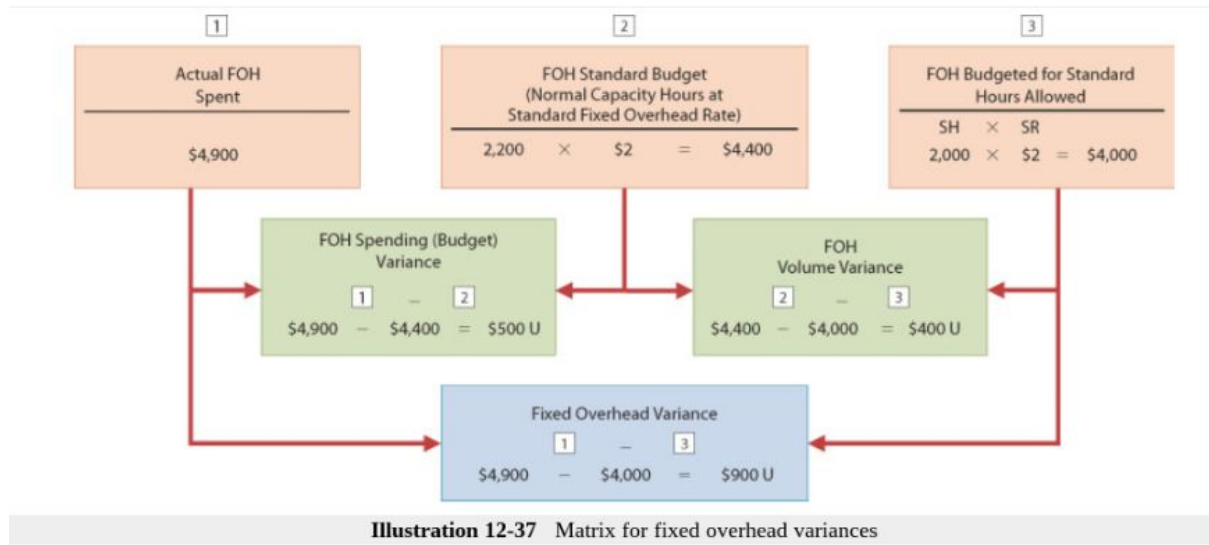 1
2
3
Actual FOH
Spent
$4,900
FOH Standard Budget
(Normal Capacity Hours at
Standard Fixed Overhead Rate)
2,200 × $2 = $4,400
FOH Budgeted for Standard
Hours Allowed
SH × SR
2,000 × $2 = $4,000
FOH Spending (Budget)
Variance
1 – 2
$4,900 – $4,400 = $500 U
FOH
Volume Variance
2 – 3
$4,400 – $4,000 = $400 U
Fixed Overhead Variance
1 – 3
$4,900 – $4,000 = $900 U
Illustration 12-37 Matrix for fixed overhead variances